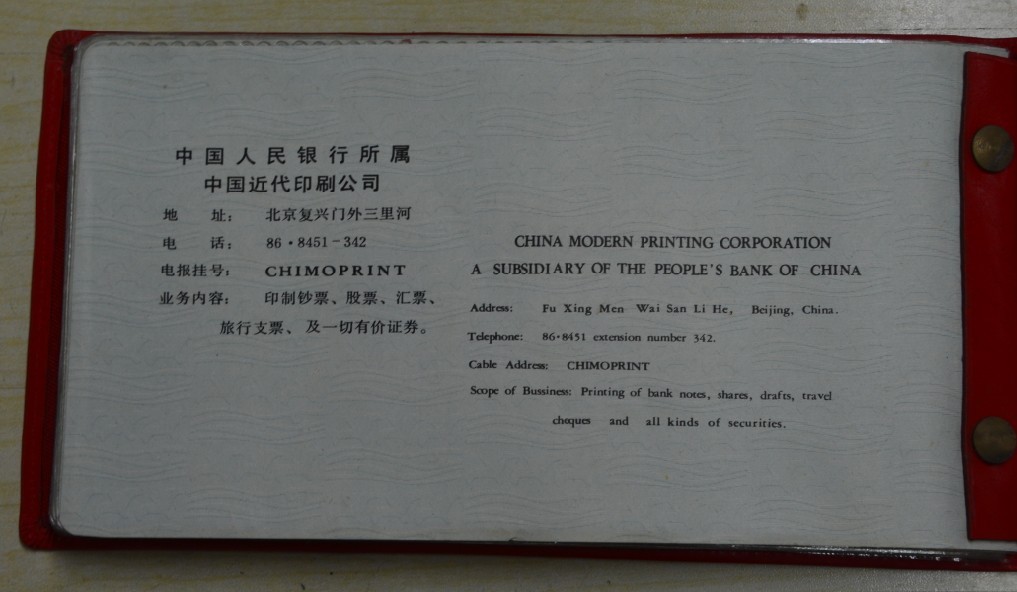 中国人民银行所属
中国近代印刷公司
地 址： 北京复兴门外三里河
电 话： 86·8451-342
电报挂号： CHIMOPRINT
业务内容： 印制钞票、股票、汇票、
旅行支票、及一切有价证券。
CHINA MODERN PRINTING CORPORATION
A SUBSIDIARY OF THE PEOPLE'S BANK OF CHINA
Address: Fu Xing Men Wai San Li He, Beijing, China.
Telephone: 86·8451 extension number 342.
Cable Address: CHIMOPRINT
Scope of Bussiness: Printing of bank notes, shares, drafts, travel
cheques and all kinds of securities.